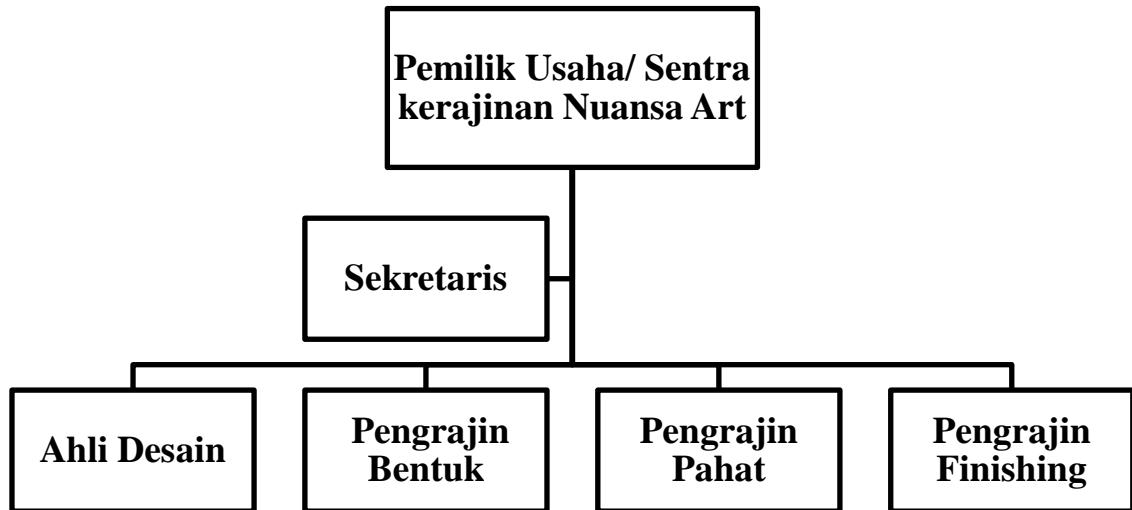 Pemilik Usaha/ Sentra
kerajinan Nuansa Art
Sekretaris
Ahli Desain
Pengrajin
Bentuk
Pengrajin
Pahat
Pengrajin
Finishing